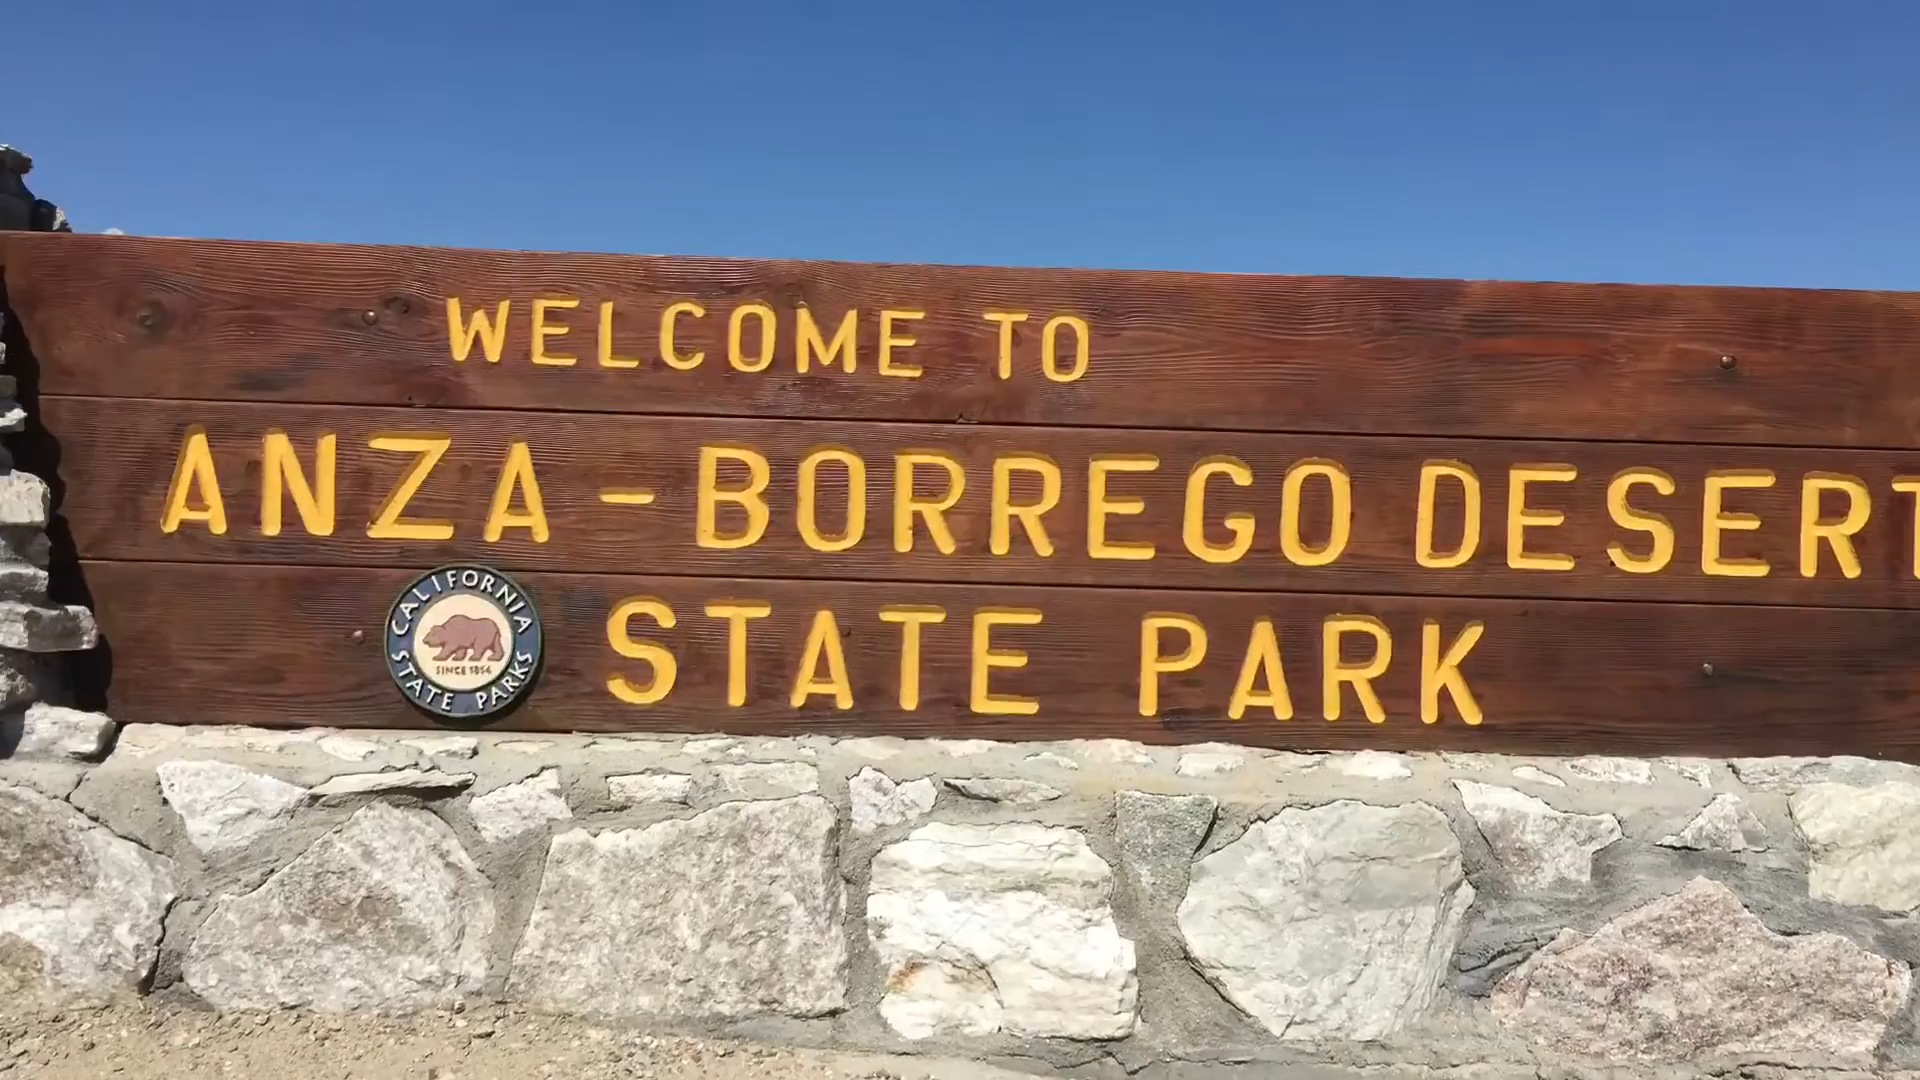 WELCOME TO
ANZA-BORREGO DESERT
STATE PARK
CALIFORNIA
SINCE 1864
STATE PARKS